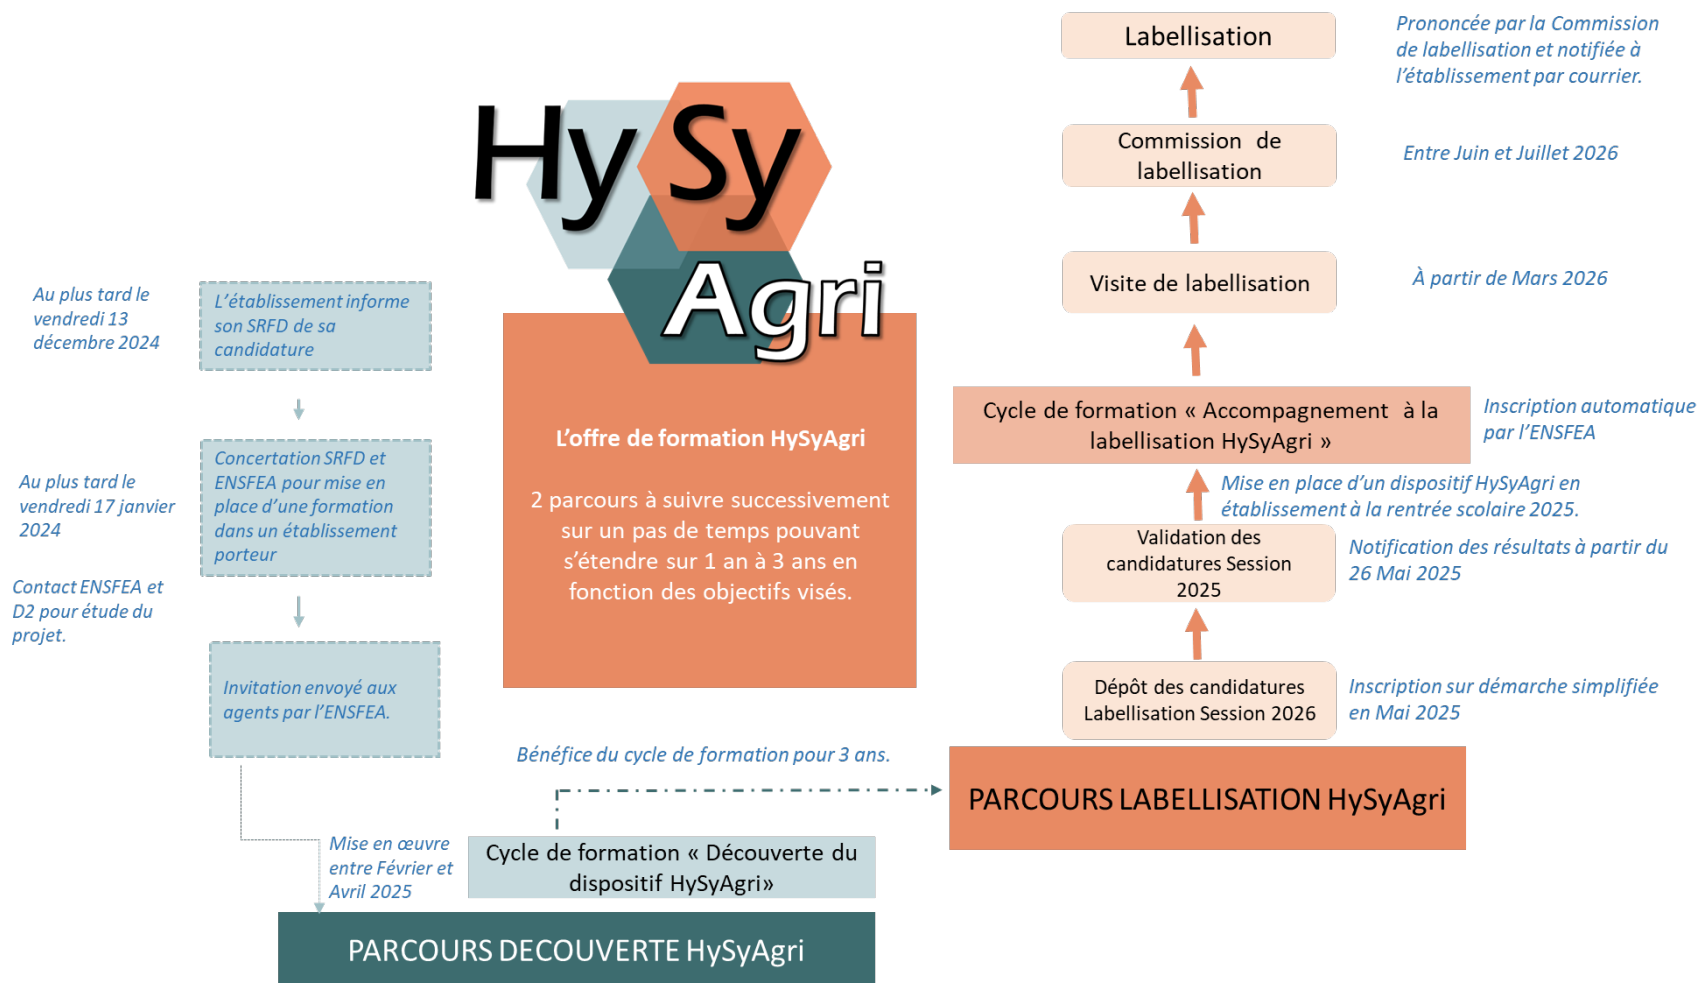 HySy
Agri
L'offre de formation HySyAgri
2 parcours à suivre successivement
sur un pas de temps pouvant
s'étendre sur 1 an à 3 ans en
fonction des objectifs visés.
Au plus tard le
vendredi 13
décembre 2024
L'établissement informe
son SRFD de sa
candidature
Au plus tard le
vendredi 17 janvier
2024
Concertation SRFD et
ENSFEA pour mise en
place d'une formation
dans un établissement
porteur
Contact ENSFEA et
D2 pour étude du
projet.
Invitation envoyé aux
agents par l'ENSFEA.
Mise en œuvre
entre Février et
Avril 2025
Cycle de formation « Découverte du
dispositif HySyAgri»
PARCOURS DECOUVERTE HySyAgri
Bénéfice du cycle de formation pour 3 ans.
Labellisation
Prononcée par la Commission
de labellisation et notifiée à
l'établissement par courrier.
Commission de
labellisation
Entre Juin et Juillet 2026
Visite de labellisation
À partir de Mars 2026
Cycle de formation « Accompagnement à la
labellisation HySyAgri »
Inscription automatique
par l'ENSFEA
Mise en place d'un dispositif HySyAgri en
établissement à la rentrée scolaire 2025.
Validation des
candidatures Session
2025
Notification des résultats à partir du
26 Mai 2025
Dépôt des candidatures
Labellisation Session 2026
Inscription sur démarche simplifiée
en Mai 2025
PARCOURS LABELLISATION HySyAgri